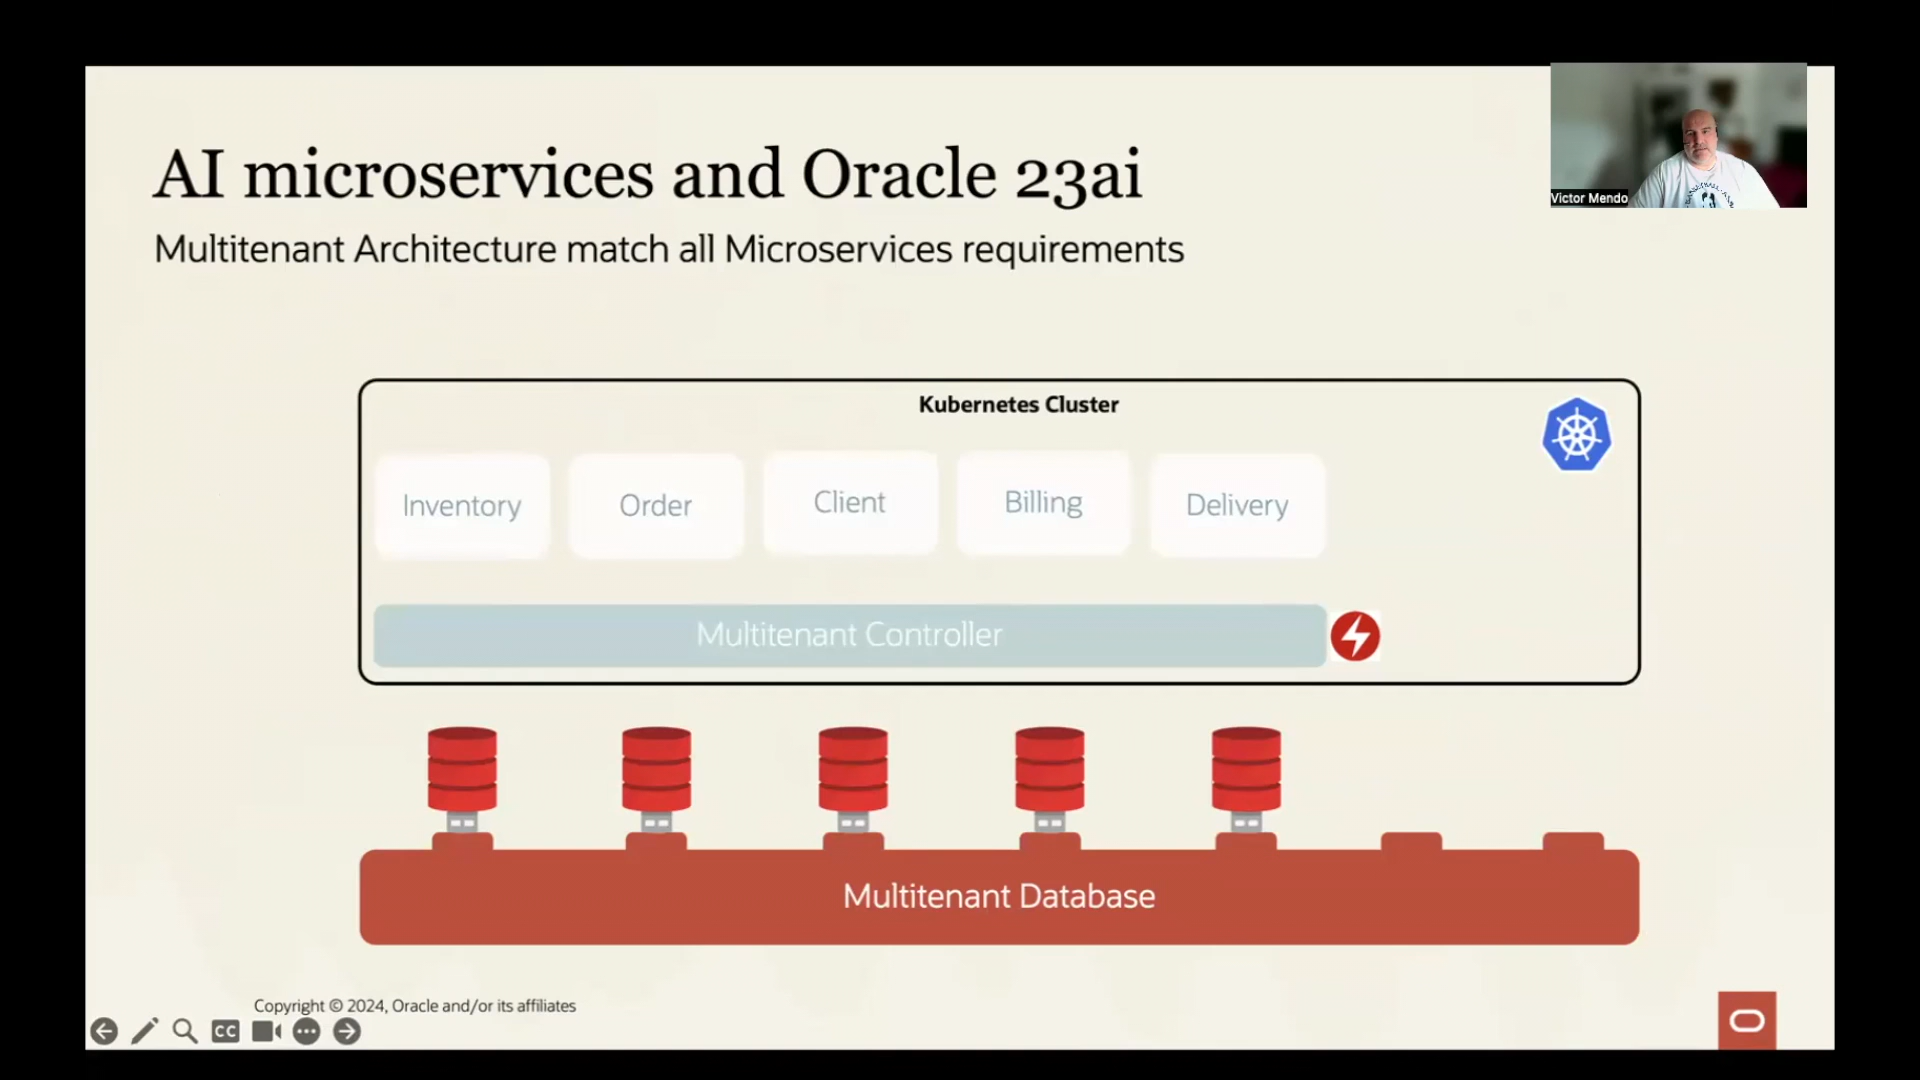 AI microservices and Oracle 23ai
Victor Mendo
Multitenant Architecture match all Microservices requirements
Kubernetes Cluster
Inventory
Order
Client
Billing
Delivery
Multitenant Controller
Multitenant Database
Copyright © 2024, Oracle and/or its affiliates
CC